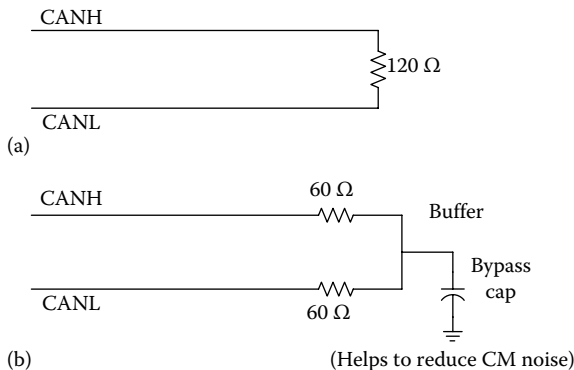 CANH
120 Ω
CANL
(a)
60 Ω
CANH
Buffer
Bypass
cap
CANL
60 Ω
(b)
(Helps to reduce CM noise)